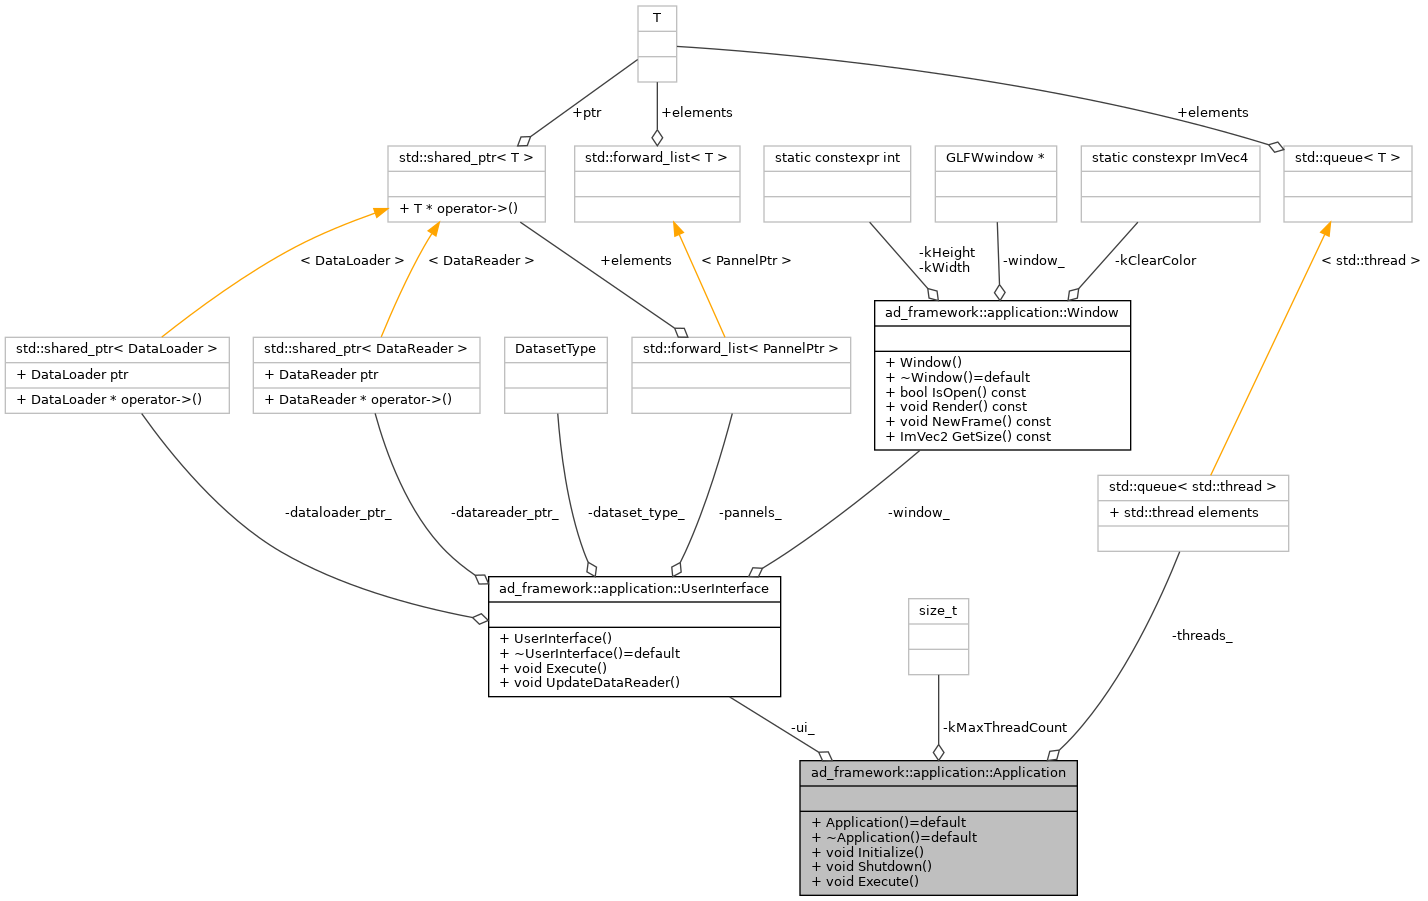 T
+ptr
+elements
+elements
std::shared_ptr< T >
+ T * operator->()
std::forward_list< T >
static constexpr int
GLFWwindow *
static constexpr ImVec4
std::queue< T >
< DataLoader >
< DataReader >
+elements
< PannelPtr >
-kHeight
-kWidth
-window_
-kClearColor
< std::thread >
std::shared_ptr< DataLoader >
+ DataLoader ptr
+ DataLoader * operator->()
std::shared_ptr< DataReader >
+ DataReader ptr
+ DataReader * operator->()
DatasetType
std::forward_list< PannelPtr >
ad_framework::application::Window
+ Window()
+ ~Window()=default
+ bool IsOpen() const
+ void Render() const
+ void NewFrame() const
+ ImVec2 GetSize() const
std::queue< std::thread >
+ std::thread elements
-dataloader_ptr_
-datareader_ptr_
-dataset_type_
-pannels_
-window_
ad_framework::application::UserInterface
+ UserInterface()
+ ~UserInterface()=default
+ void Execute()
+ void UpdateDataReader()
size_t
-threads_
-ui_
-kMaxThreadCount
ad_framework::application::Application
+ Application()=default
+ ~Application()=default
+ void Initialize()
+ void Shutdown()
+ void Execute()